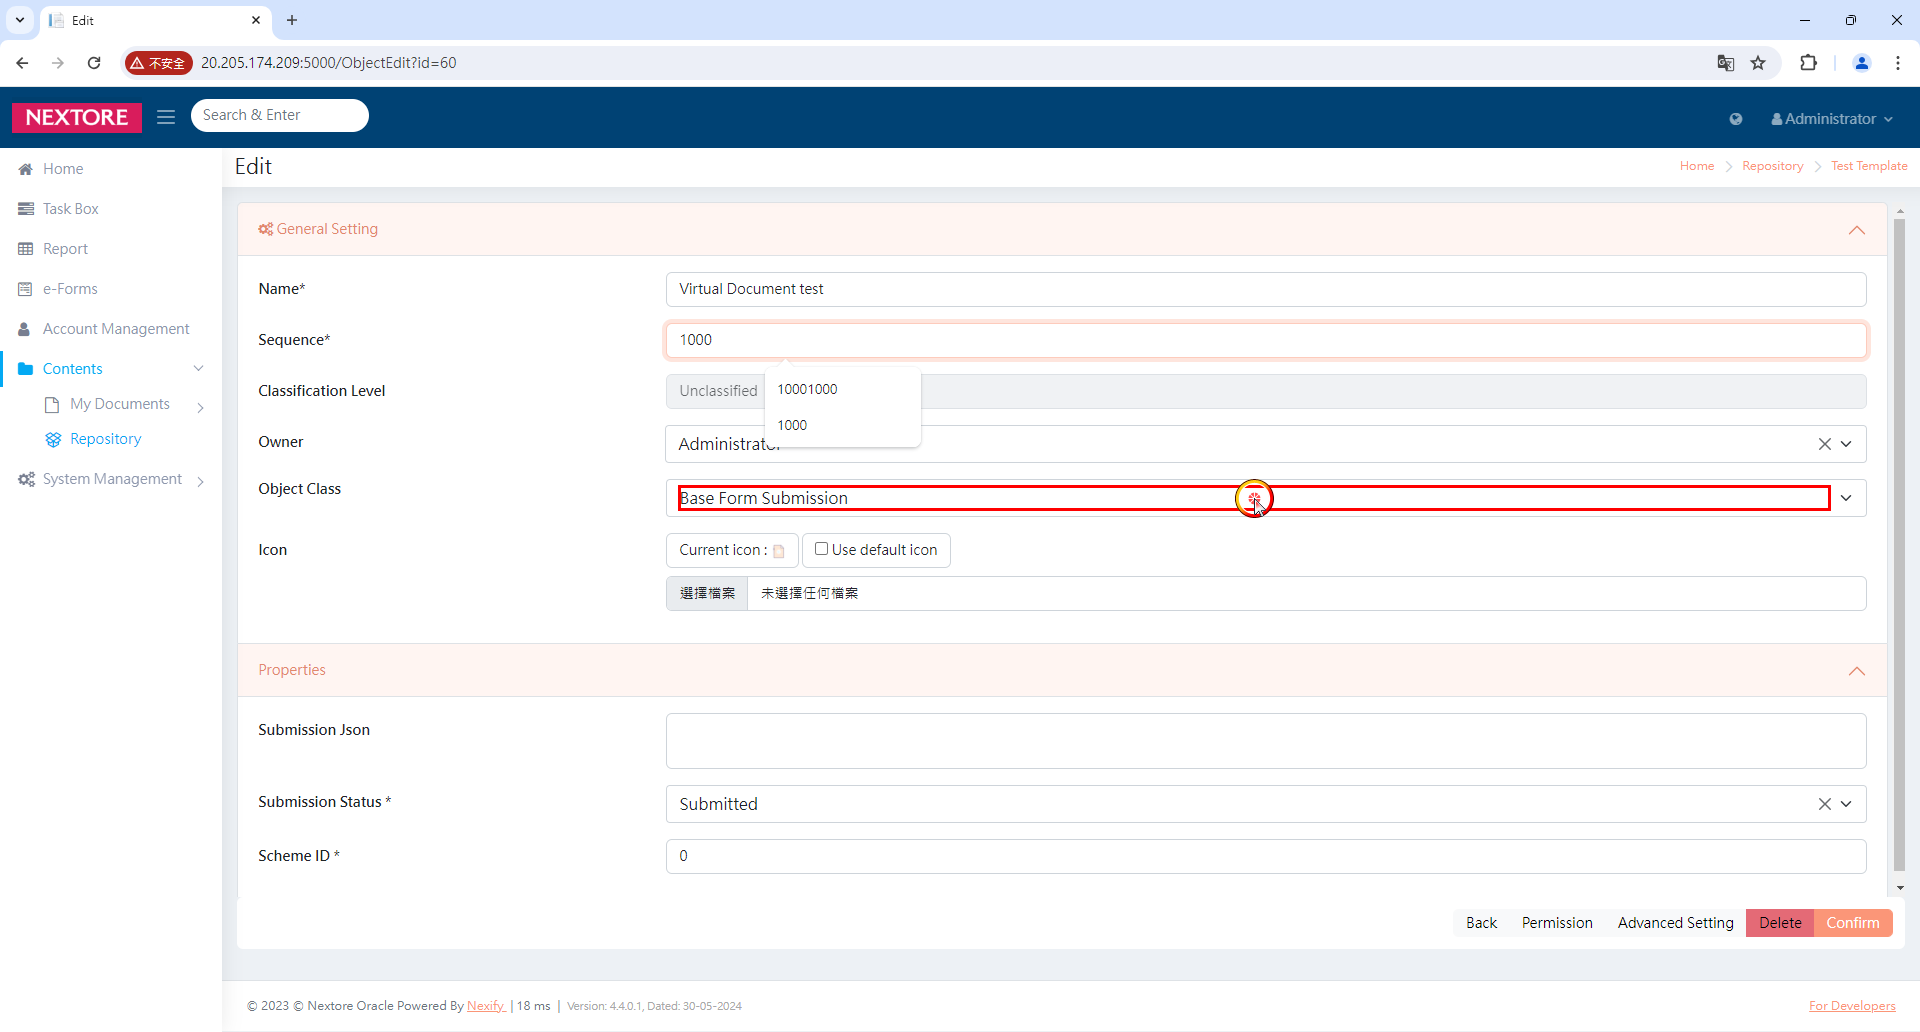 Edit
不安全
20.205.174.209:5000/ObjectEdit?id=60
NEXTORE
Search & Enter
Administrator
Home
Task Box
Report
e-Forms
Account Management
Contents
My Documents
Repository
System Management
Edit
Home
Repository
Test Template
General Setting
Name*
Virtual Document test
Sequence*
1000
10001000
1000
Classification Level
Unclassified
Owner
Administrator
Object Class
Base Form Submission
Icon
Current icon :
Use default icon
選擇檔案
未選擇任何檔案
Properties
Submission Json
Submission Status *
Submitted
Scheme ID *
0
Back
Permission
Advanced Setting
Delete
Confirm
© 2023 © Nextore Oracle Powered By Nexify | 18 ms | Version: 4.4.0.1, Dated: 30-05-2024
For Developers